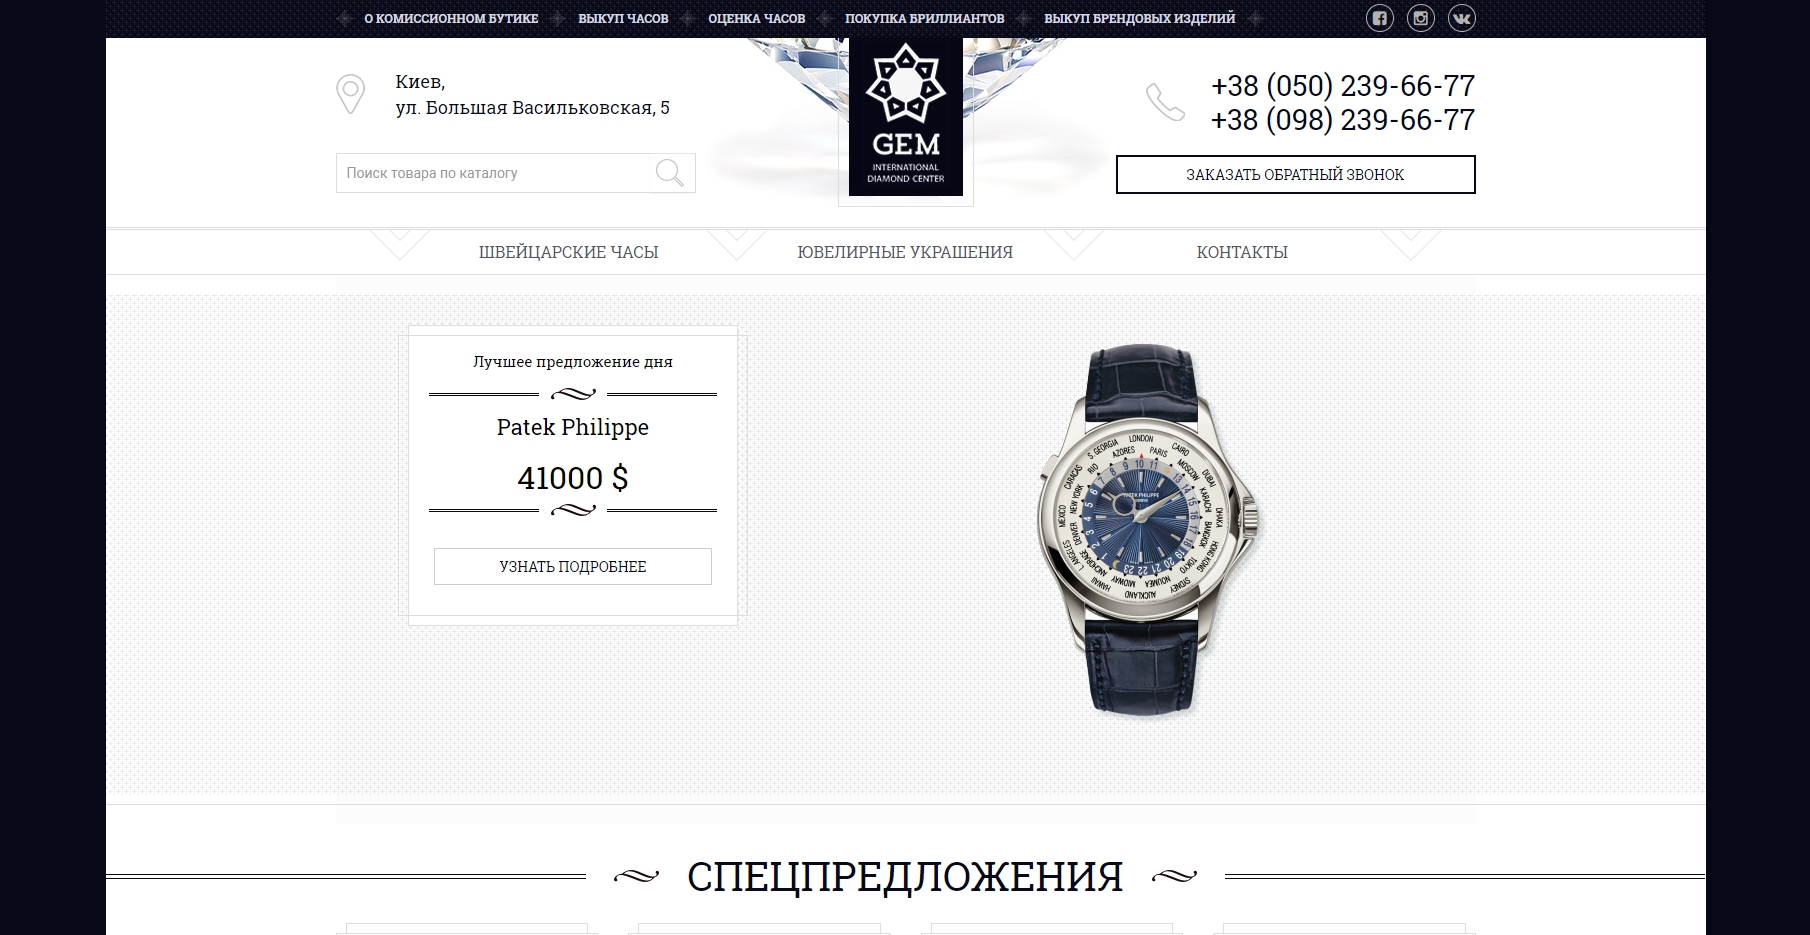 О КОМИССИОННОМ БУТИКЕ
ВЫКУП ЧАСОВ
ОЦЕНКА ЧАСОВ
ПОКУПКА БРИЛЛИАНТОВ
ВЫКУП БРЕНДОВЫХ ИЗДЕЛИЙ
Киев,
ул. Большая Васильковская, 5
Поиск товара по каталогу
GEM
INTERNATIONAL
DIAMOND CENTER
+38 (050) 239-66-77
+38 (098) 239-66-77
ЗАКАЗАТЬ ОБРАТНЫЙ ЗВОНОК
ШВЕЙЦАРСКИЕ ЧАСЫ
ЮВЕЛИРНЫЕ УКРАШЕНИЯ
КОНТАКТЫ
Лучшее предложение дня
Patek Philippe
41000 $
УЗНАТЬ ПОДРОБНЕЕ
LONDON
PARIS
CAIRO
MOSCOW
DUBAI
KARACHI
DHAKA
BANGKOK
HONG KONG
TOKYO
SYDNEY
NOUMEA
AUCKLAND
MIDWAY
HAWAII
ANCHORAGE
L.ANGELES
DENVER
MEXICO
NEW YORK
CARACAS
RIO
S. GEORGIA
AZORES
PATEK PHILIPPE
СПЕЦПРЕДЛОЖЕНИЯ